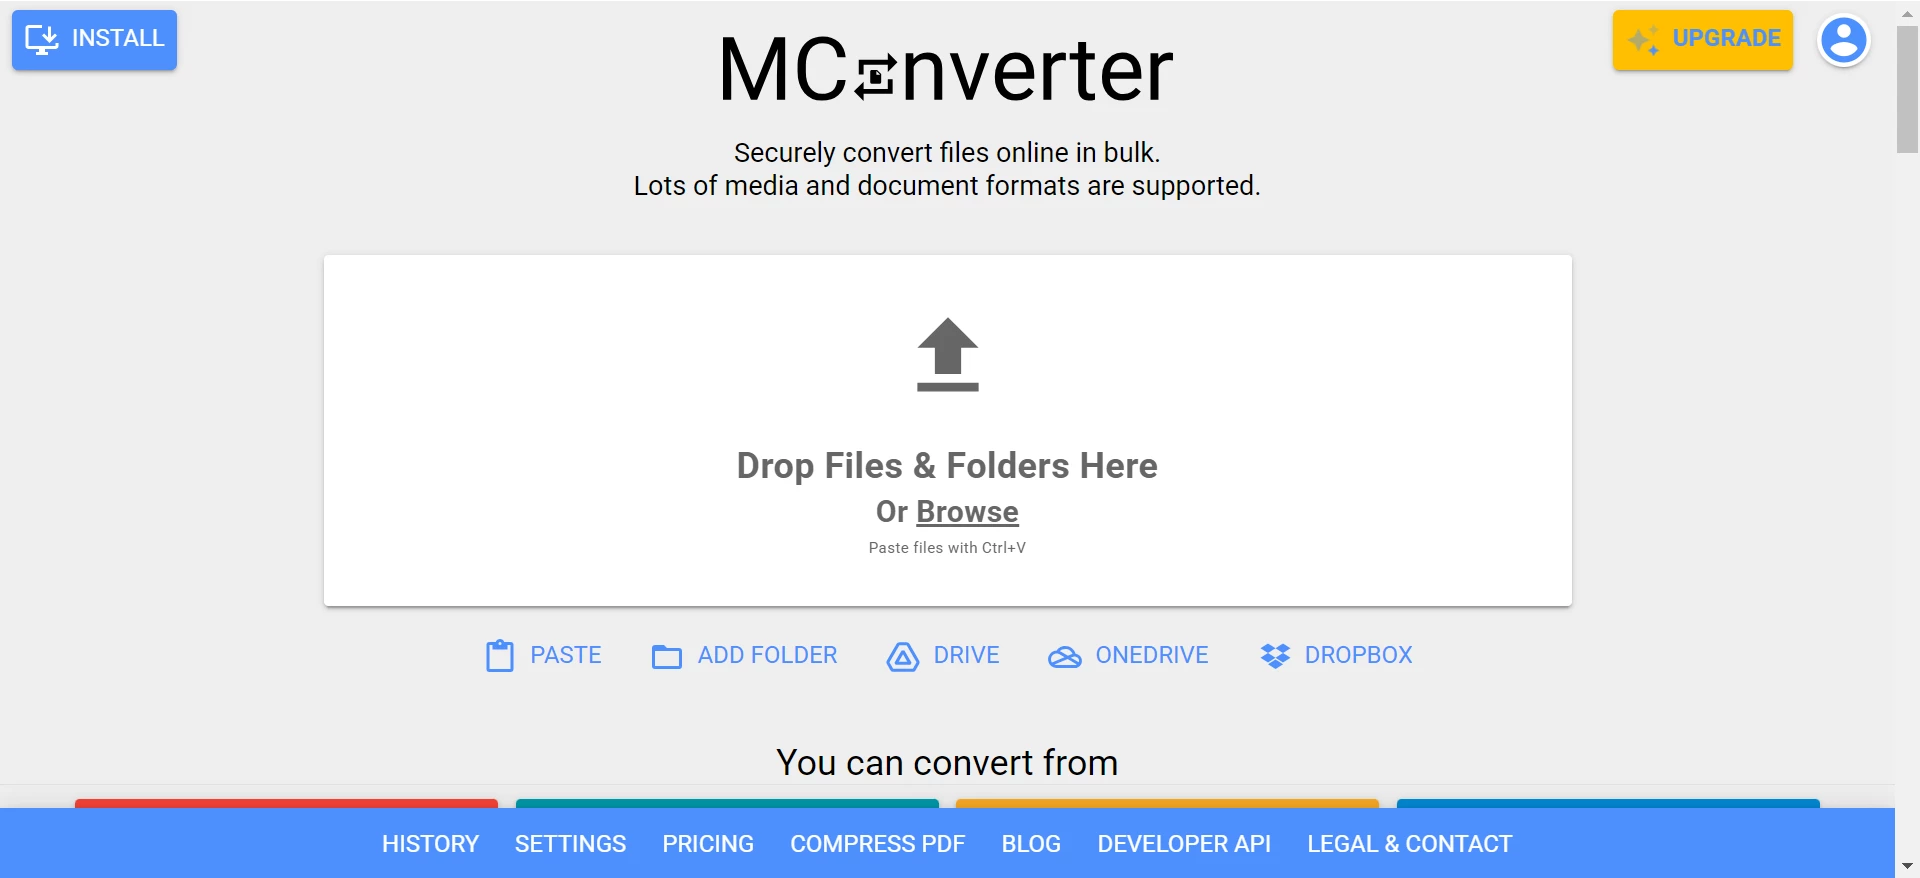 INSTALL
UPGRADE
MConverter
Securely convert files online in bulk.
Lots of media and document formats are supported.
Drop Files & Folders Here
Or Browse
Paste files with Ctrl+V
PASTE
ADD FOLDER
DRIVE
ONEDRIVE
DROPBOX
You can convert from
HISTORY
SETTINGS
PRICING
COMPRESS PDF
BLOG
DEVELOPER API
LEGAL & CONTACT